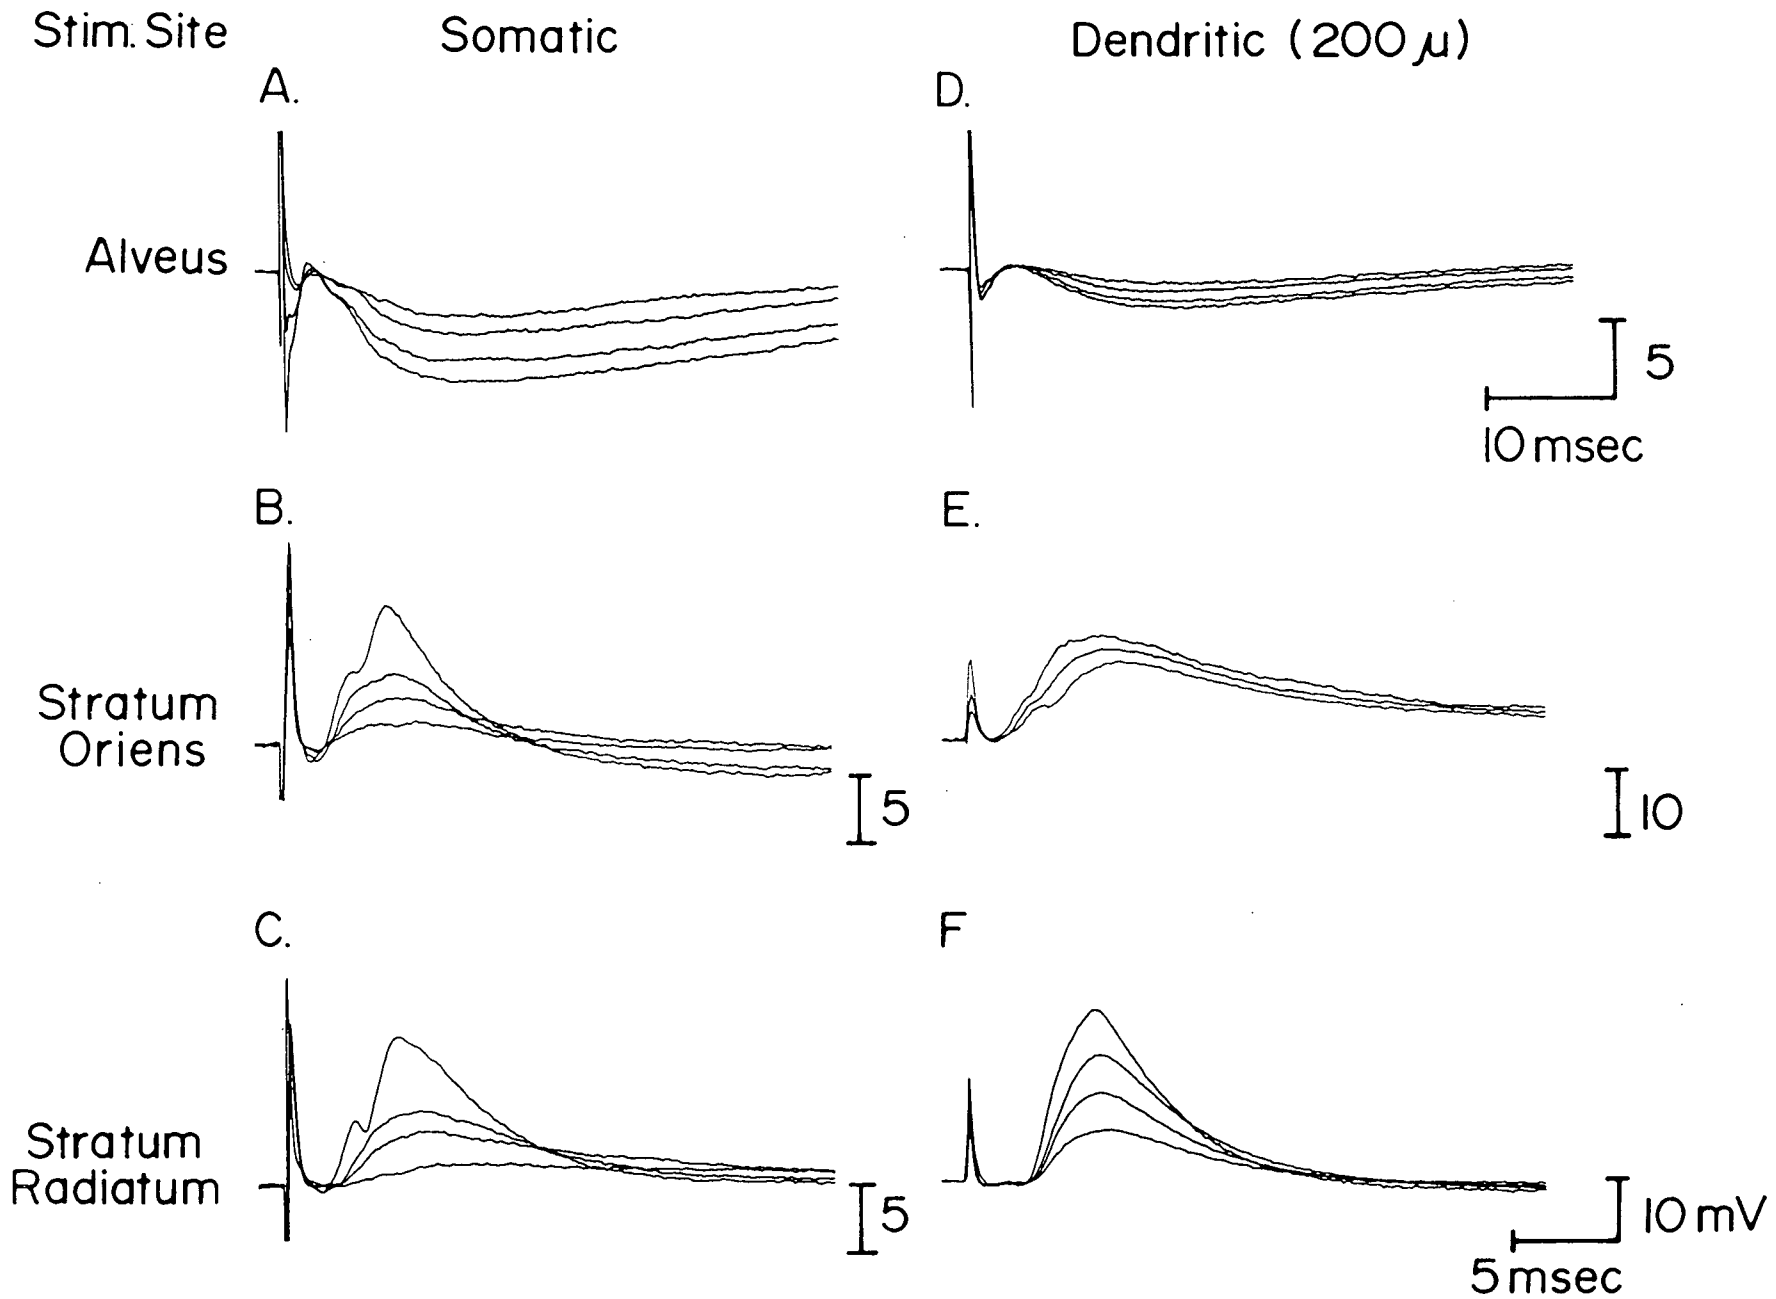 Stim. Site Somatic Dendritic (200 μ)
A. D.
Alveus
5
10 msec
B. E.
Stratum
Oriens
5 10
C. F
Stratum
Radiatum
5 10 mV
5 msec